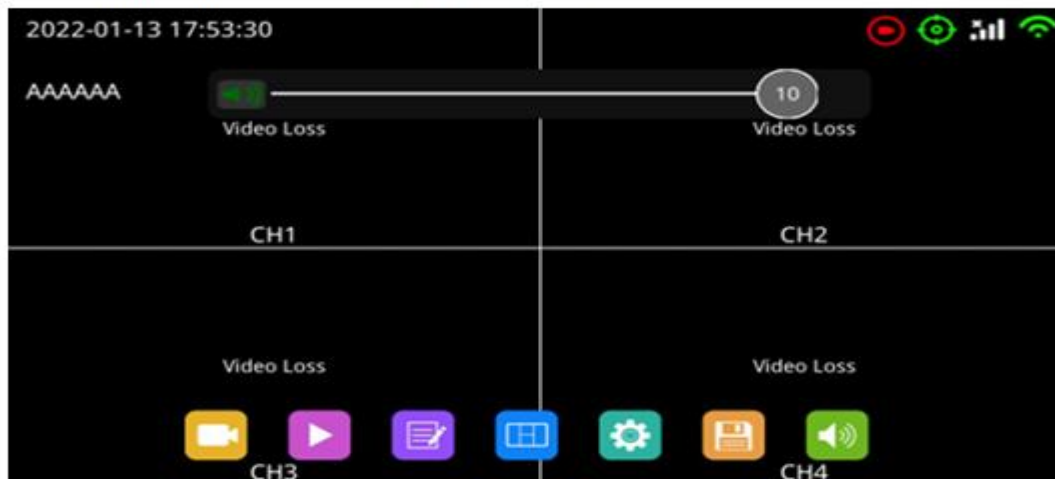 2022-01-13 17:53:30
AAAAAA
10
Video Loss
Video Loss
CH1
CH2
Video Loss
Video Loss
CH3
CH4